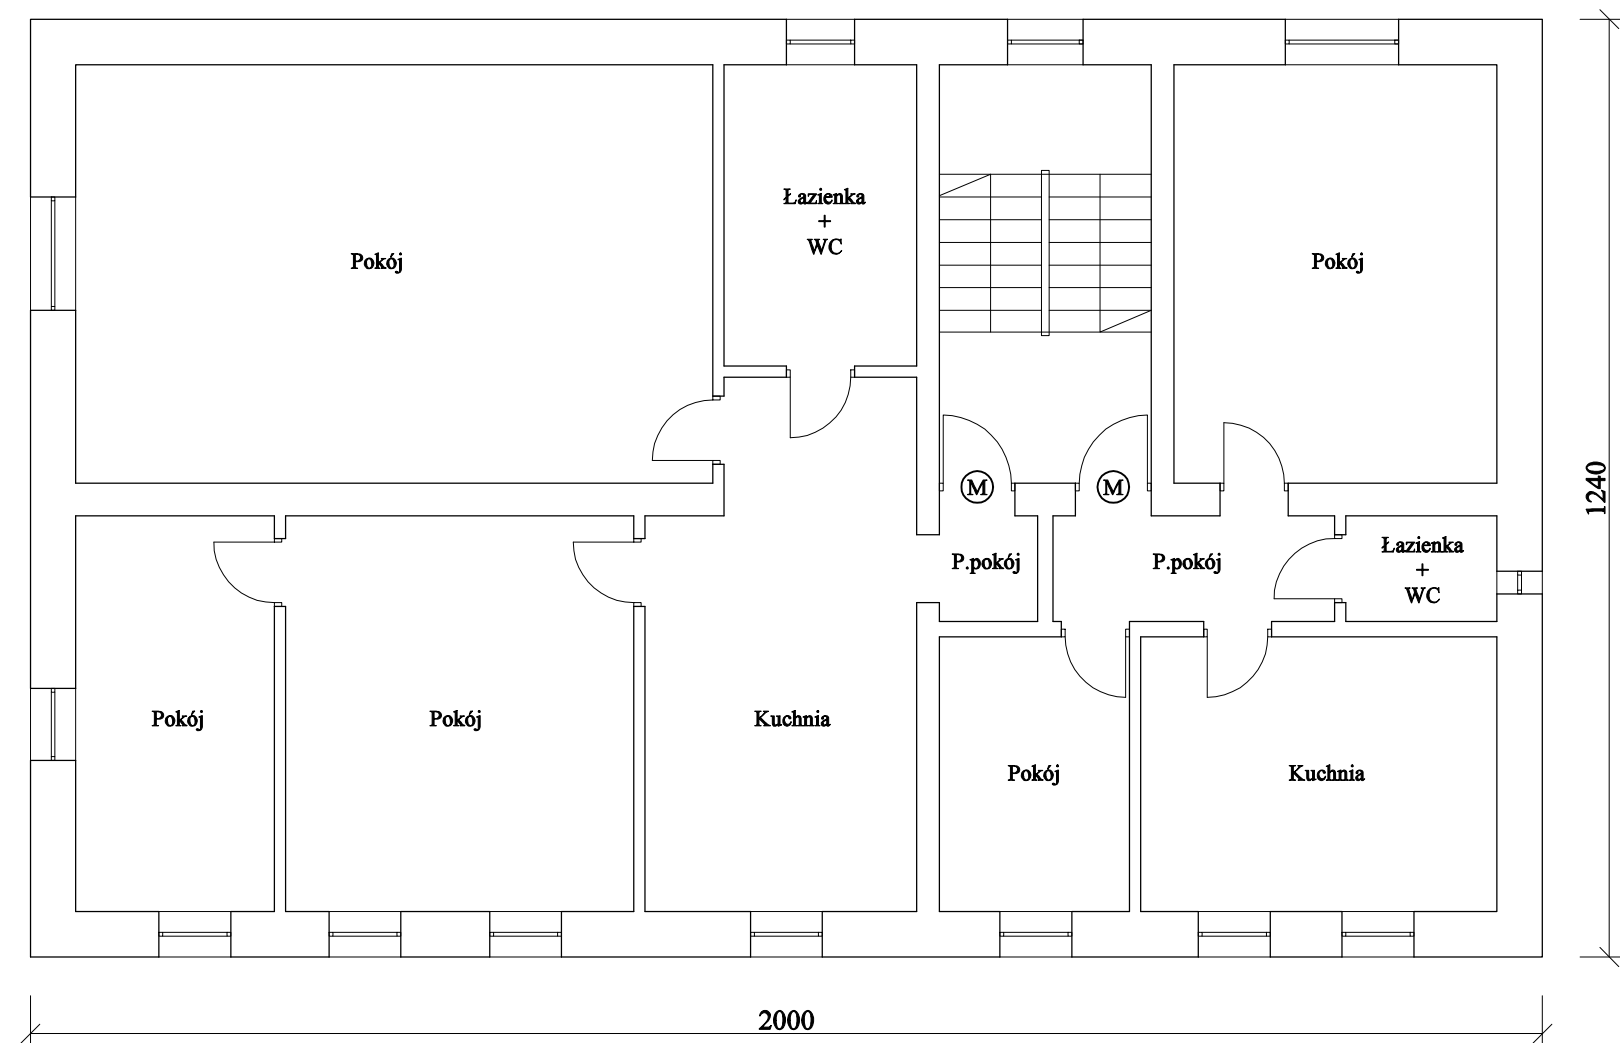 Łazienka
+
WC
Pokój
Pokój
M
M
1240
P.pokój
P.pokój
Łazienka
+
WC
Pokój
Pokój
Kuchnia
Pokój
Kuchnia
2000